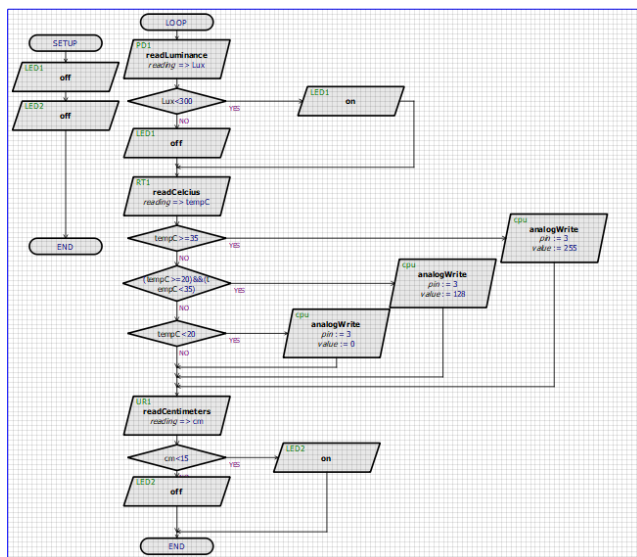 SETUP
LED1
off
LED2
off
END
LOOP
PD1
readLuminance
reading => Lux
Lux<300
YES
LED1
on
NO
LED1
off
RT1
readCelcius
reading => tempC
tempC>=35
YES
cpu
analogWrite
pin := 3
value := 255
NO
(tempC>=20)&&(t
empC<35)
YES
cpu
analogWrite
pin := 3
value := 128
NO
tempC<20
YES
cpu
analogWrite
pin := 3
value := 0
NO
UR1
readCentimeters
reading => cm
cm<15
YES
LED2
on
LED2
off
END